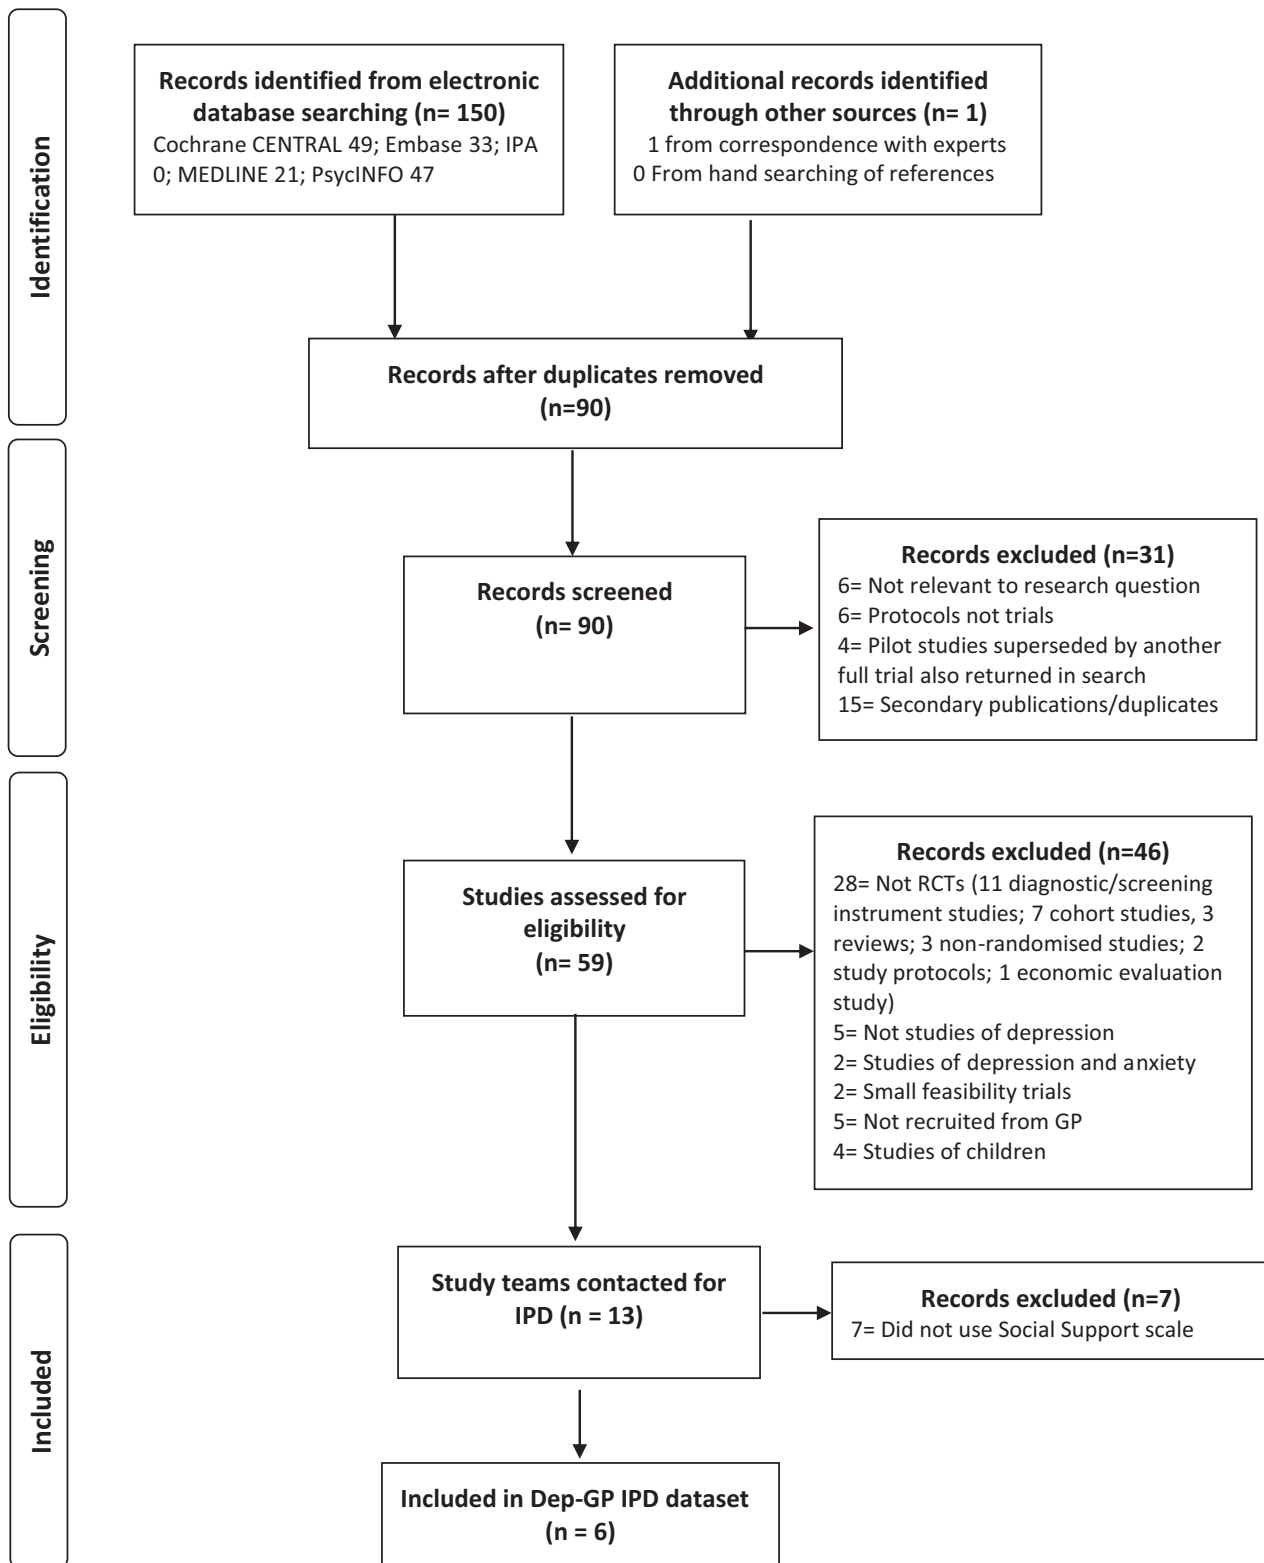 Identification
Records identified from electronic
database searching (n= 150)
Cochrane CENTRAL 49; Embase 33; IPA
0; MEDLINE 21; PsycINFO 47
Additional records identified
through other sources (n= 1)
1 from correspondence with experts
0 From hand searching of references
Records after duplicates removed
(n=90)
Screening
Records screened
(n= 90)
Records excluded (n=31)
6= Not relevant to research question
6= Protocols not trials
4= Pilot studies superseded by another
full trial also returned in search
15= Secondary publications/duplicates
Eligibility
Studies assessed for
eligibility
(n= 59)
Records excluded (n=46)
28= Not RCTs (11 diagnostic/screening
instrument studies; 7 cohort studies, 3
reviews; 3 non-randomised studies; 2
study protocols; 1 economic evaluation
study)
5= Not studies of depression
2= Studies of depression and anxiety
2= Small feasibility trials
5= Not recruited from GP
4= Studies of children
Included
Study teams contacted for
IPD (n = 13)
Records excluded (n=7)
7= Did not use Social Support scale
Included in Dep-GP IPD dataset
(n = 6)